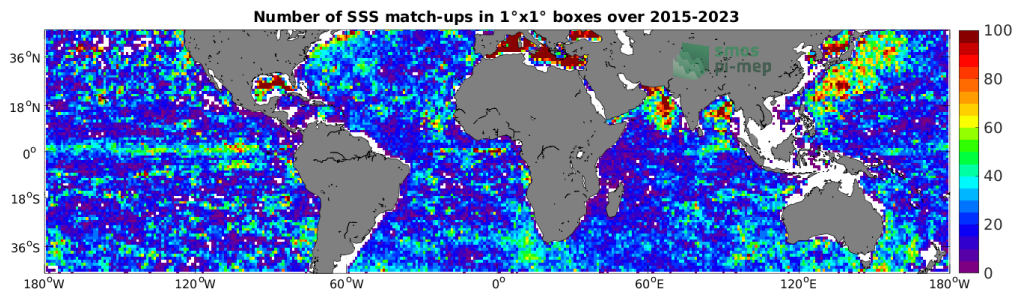 Number of SSS match-ups in 1°x1° boxes over 2015-2023
smos
pi-mep
36°N
18°N
0°
18°S
36°S
180°W
120°W
60°W
0°
60°E
120°E
180°W
100
80
60
40
20
0